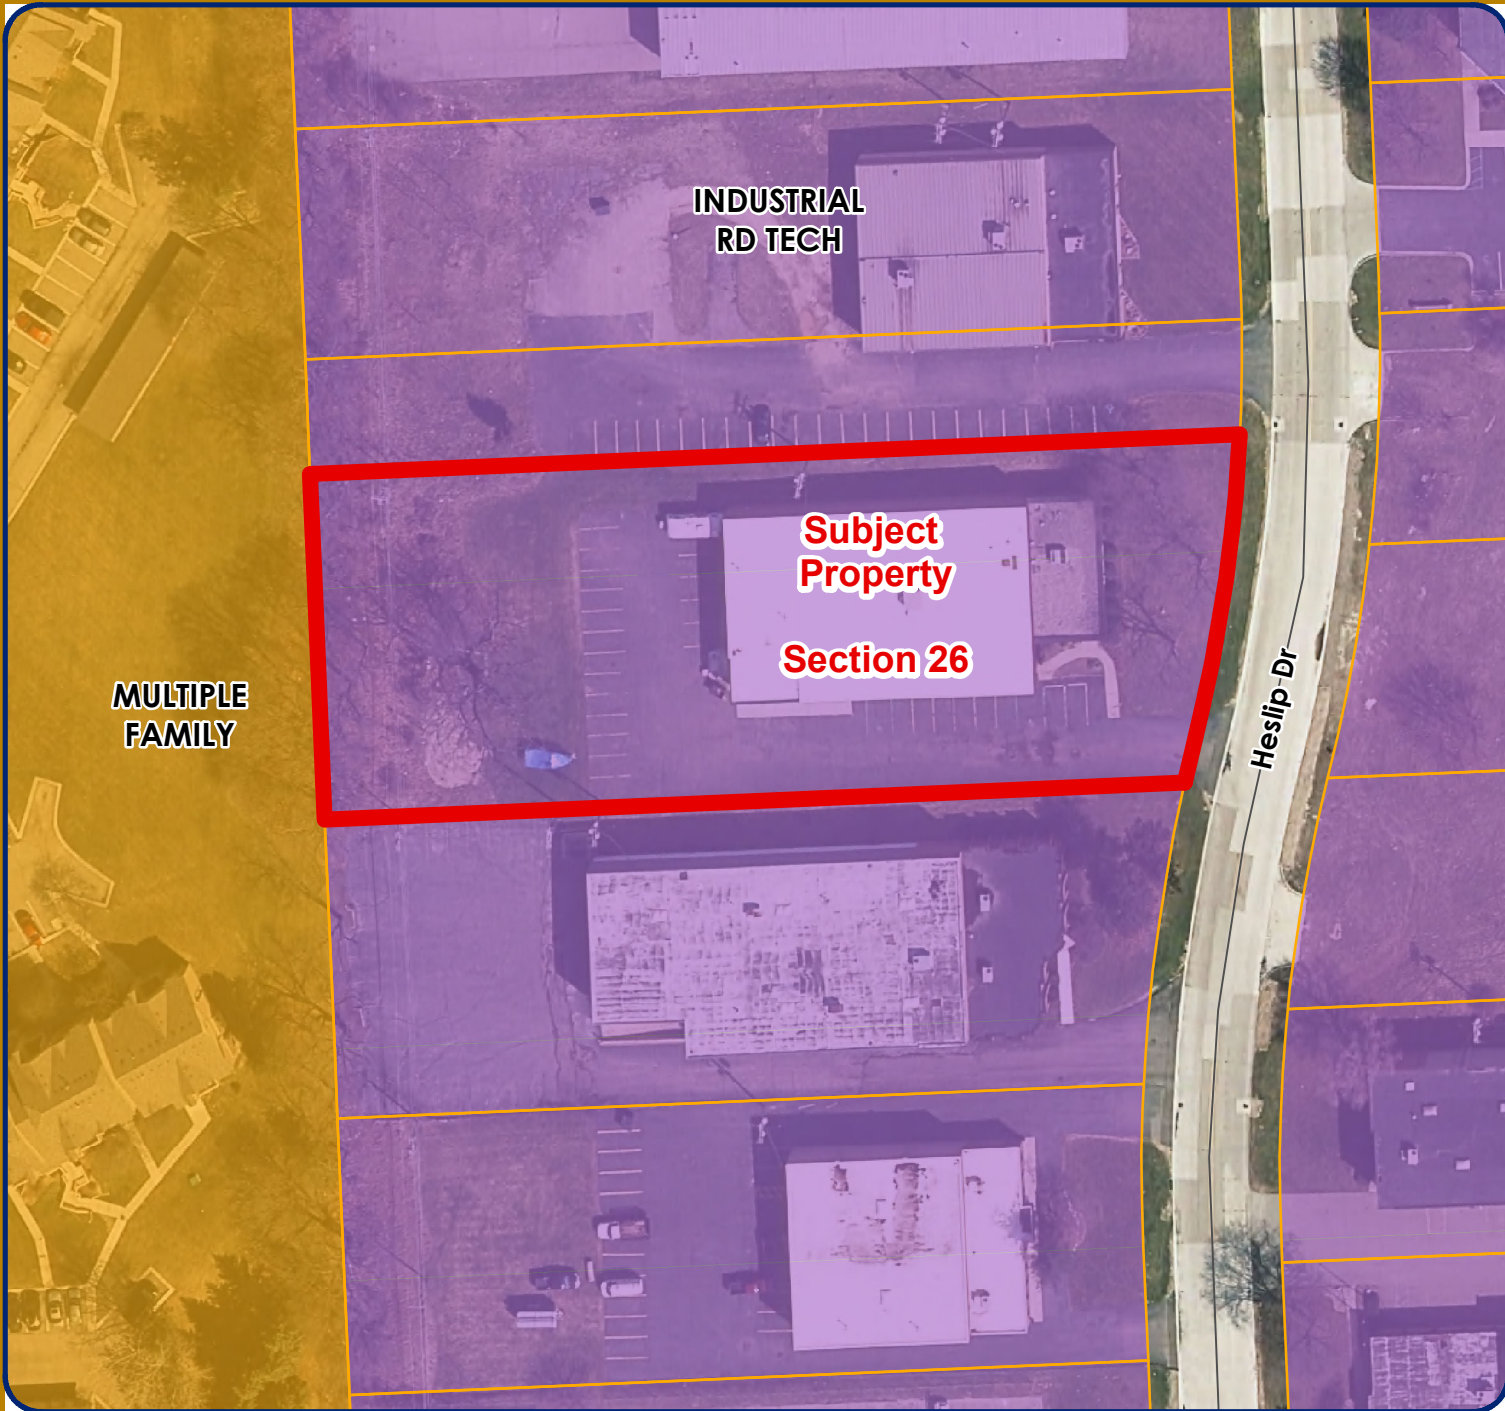 INDUSTRIAL
RD TECH
Subject
Property
Section 26
Heslip Dr
MULTIPLE
FAMILY